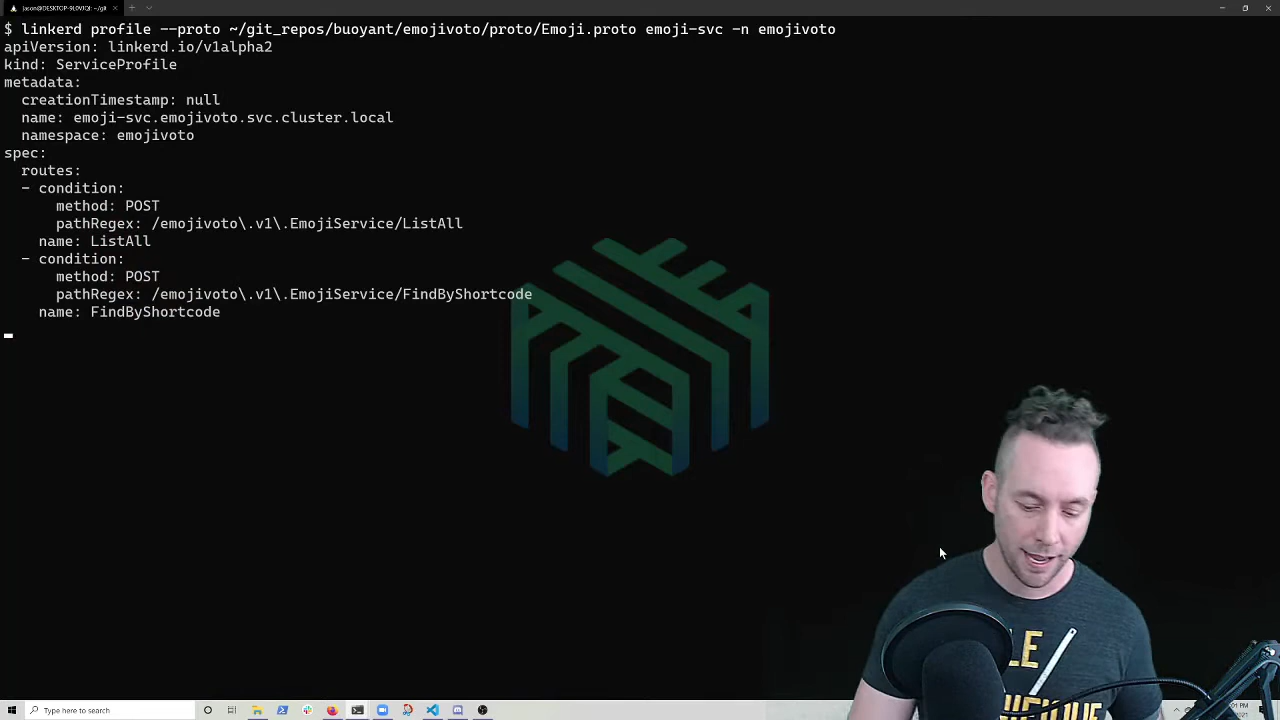 $ linkerd profile --proto ~/git_repos/buoyant/emojivoto/proto/Emoji.proto emoji-svc -n emojivoto
apiVersion: linkerd.io/v1alpha2
kind: ServiceProfile
metadata:
  creationTimestamp: null
  name: emoji-svc.emojivoto.svc.cluster.local
  namespace: emojivoto
spec:
  routes:
  - condition:
      method: POST
      pathRegex: /emojivoto\.v1\.EmojiService/ListAll
    name: ListAll
  - condition:
      method: POST
      pathRegex: /emojivoto\.v1\.EmojiService/FindByShortcode
    name: FindByShortcode
Type here to search